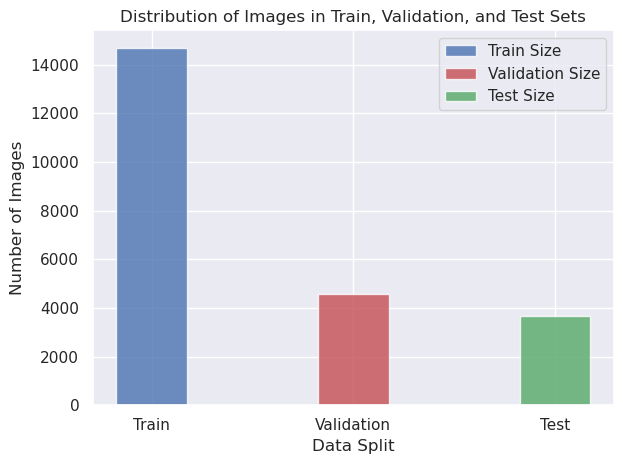 Distribution of Images in Train, Validation, and Test Sets
Train Size
Validation Size
Test Size
Number of Images
14000
12000
10000
8000
6000
4000
2000
0
Train
Validation
Test
Data Split